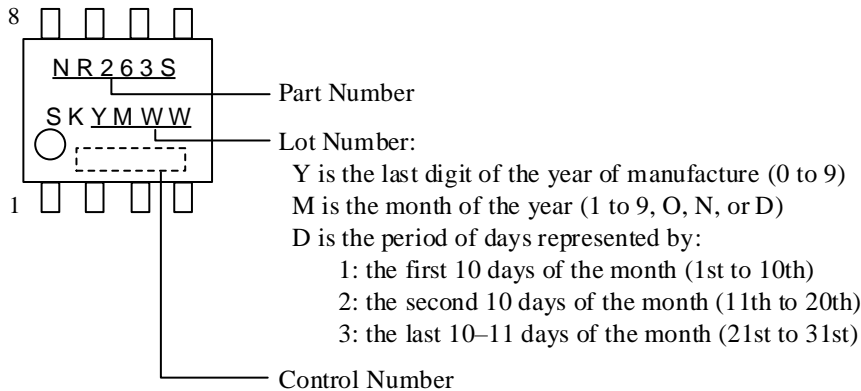 8
NR263S
SKYMWW
1
Part Number
Lot Number:
Y is the last digit of the year of manufacture (0 to 9)
M is the month of the year (1 to 9, O, N, or D)
D is the period of days represented by:
1: the first 10 days of the month (1st to 10th)
2: the second 10 days of the month (11th to 20th)
3: the last 10–11 days of the month (21st to 31st)
Control Number